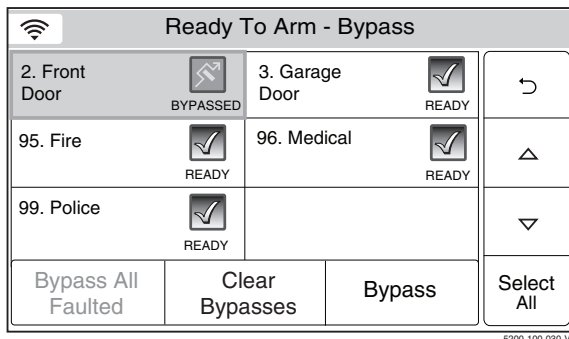 Ready To Arm - Bypass
2. Front
Door
BYPASSED
3. Garage
Door
READY
95. Fire
READY
96. Medical
READY
99. Police
READY
Bypass All
Faulted
Clear
Bypasses
Bypass
Select
All